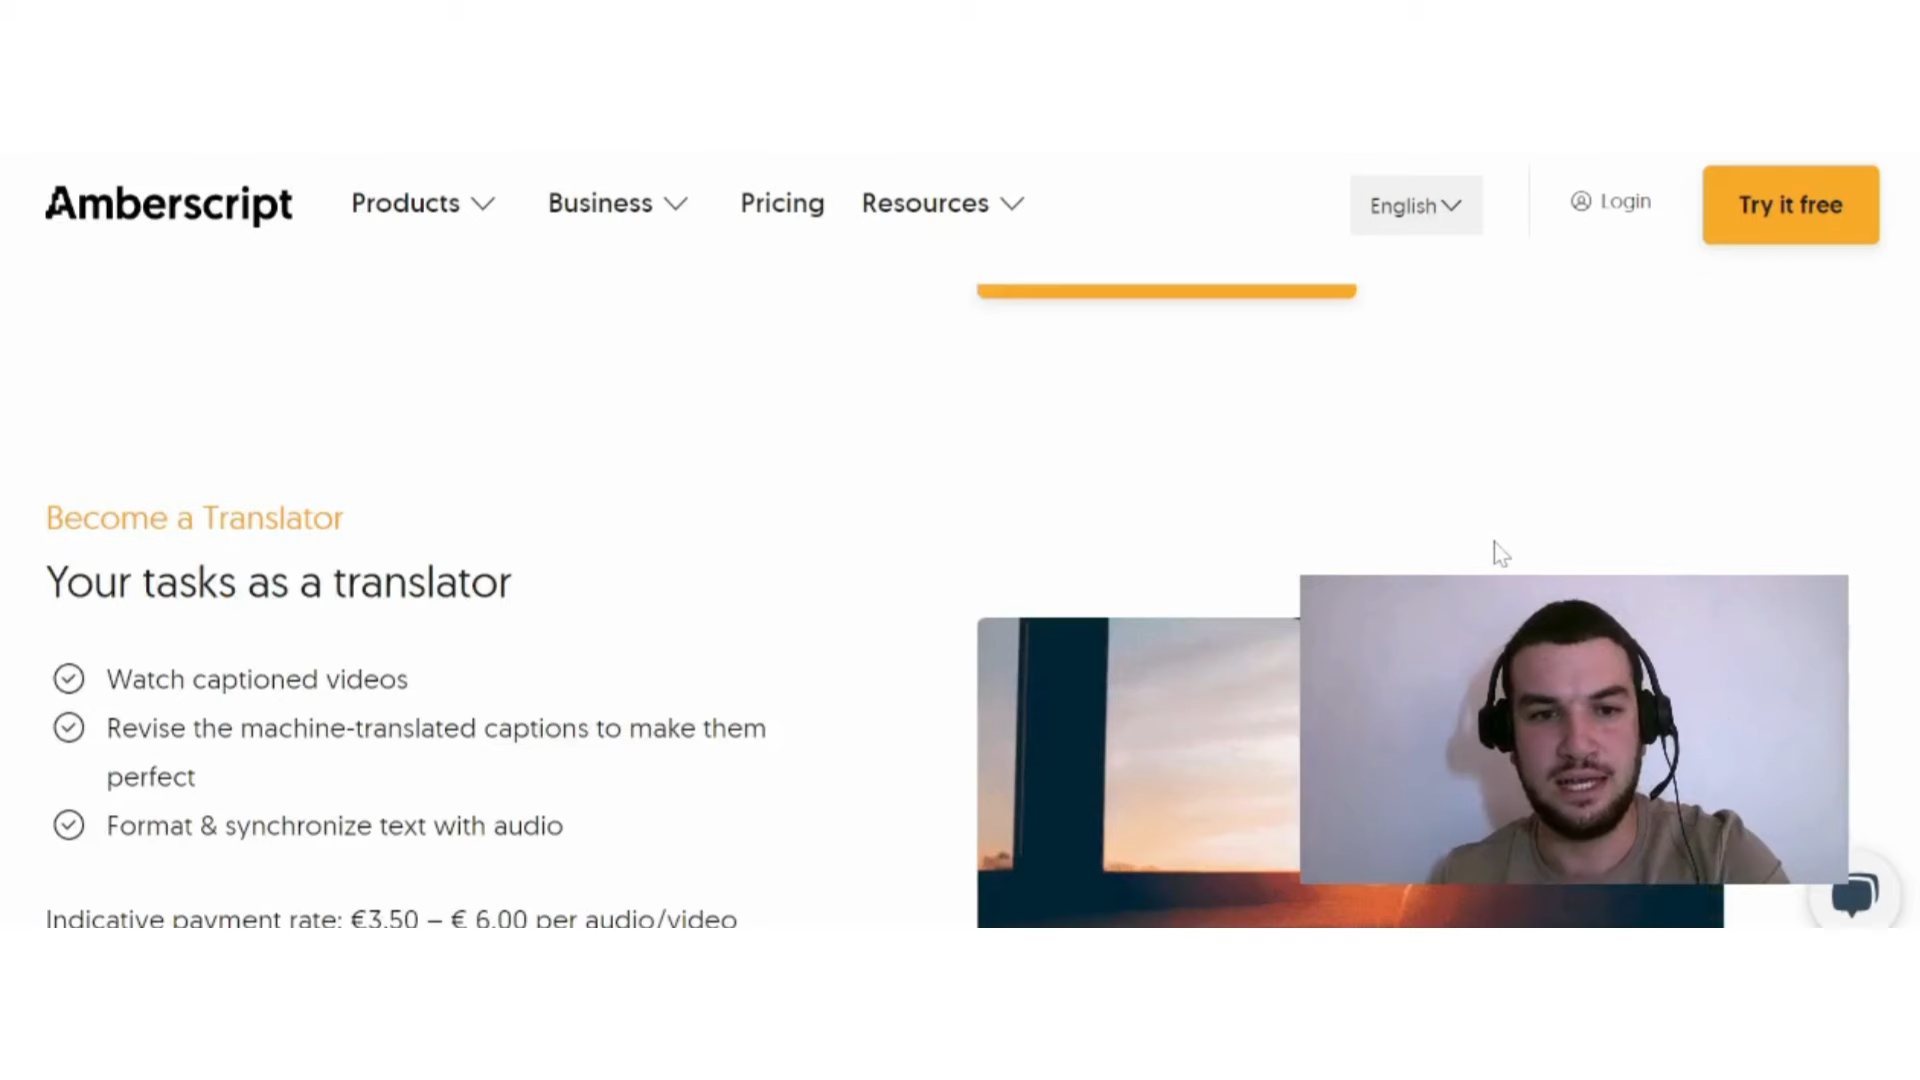 Amberscript Products Business Pricing Resources English Login Try it free
Become a Translator
Your tasks as a translator
Watch captioned videos
Revise the machine-translated captions to make them
perfect
Format & synchronize text with audio
Indicative payment rate: €3.50 – € 6.00 per audio/video